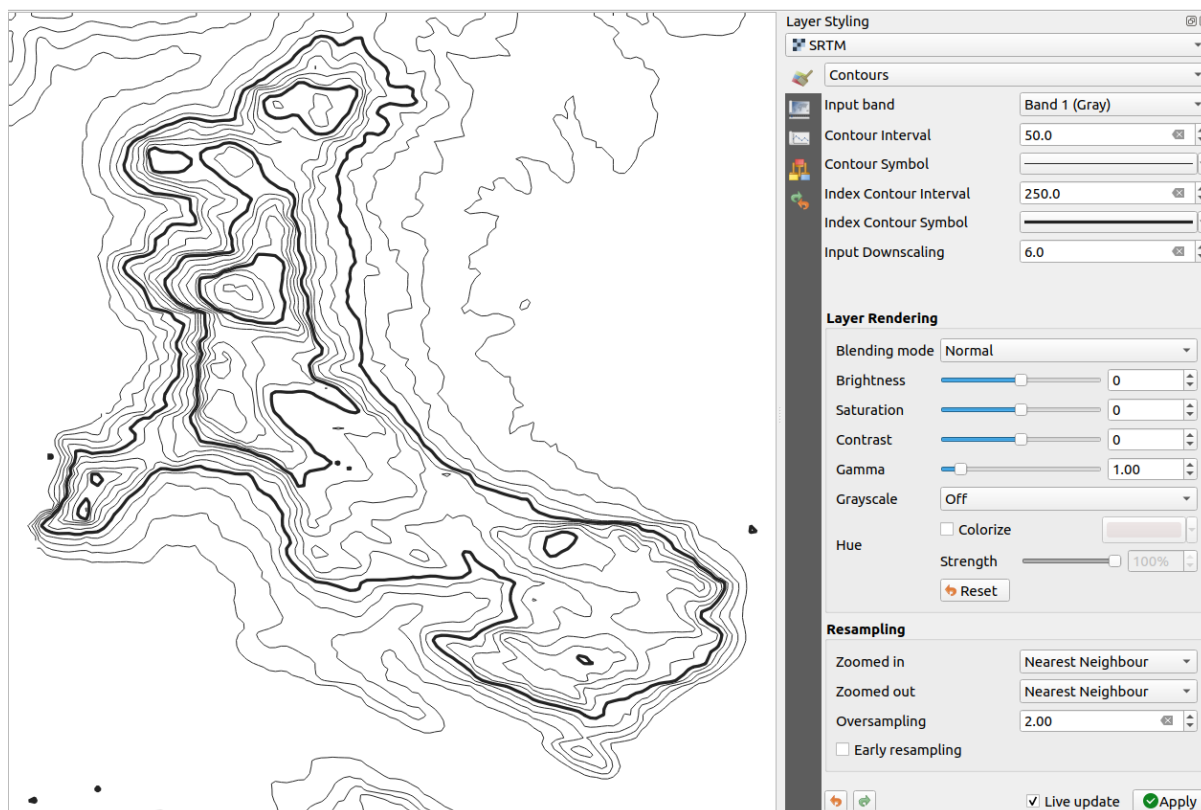 Layer Styling
SRTM
Contours
Input band Band 1 (Gray)
Contour Interval 50.0
Contour Symbol
Index Contour Interval 250.0
Index Contour Symbol
Input Downscaling 6.0
Layer Rendering
Blending mode Normal
Brightness 0
Saturation 0
Contrast 0
Gamma 1.00
Grayscale Off
Hue Colorize
Strength 100%
Reset
Resampling
Zoomed in Nearest Neighbour
Zoomed out Nearest Neighbour
Oversampling 2.00
Early resampling
Live update Apply